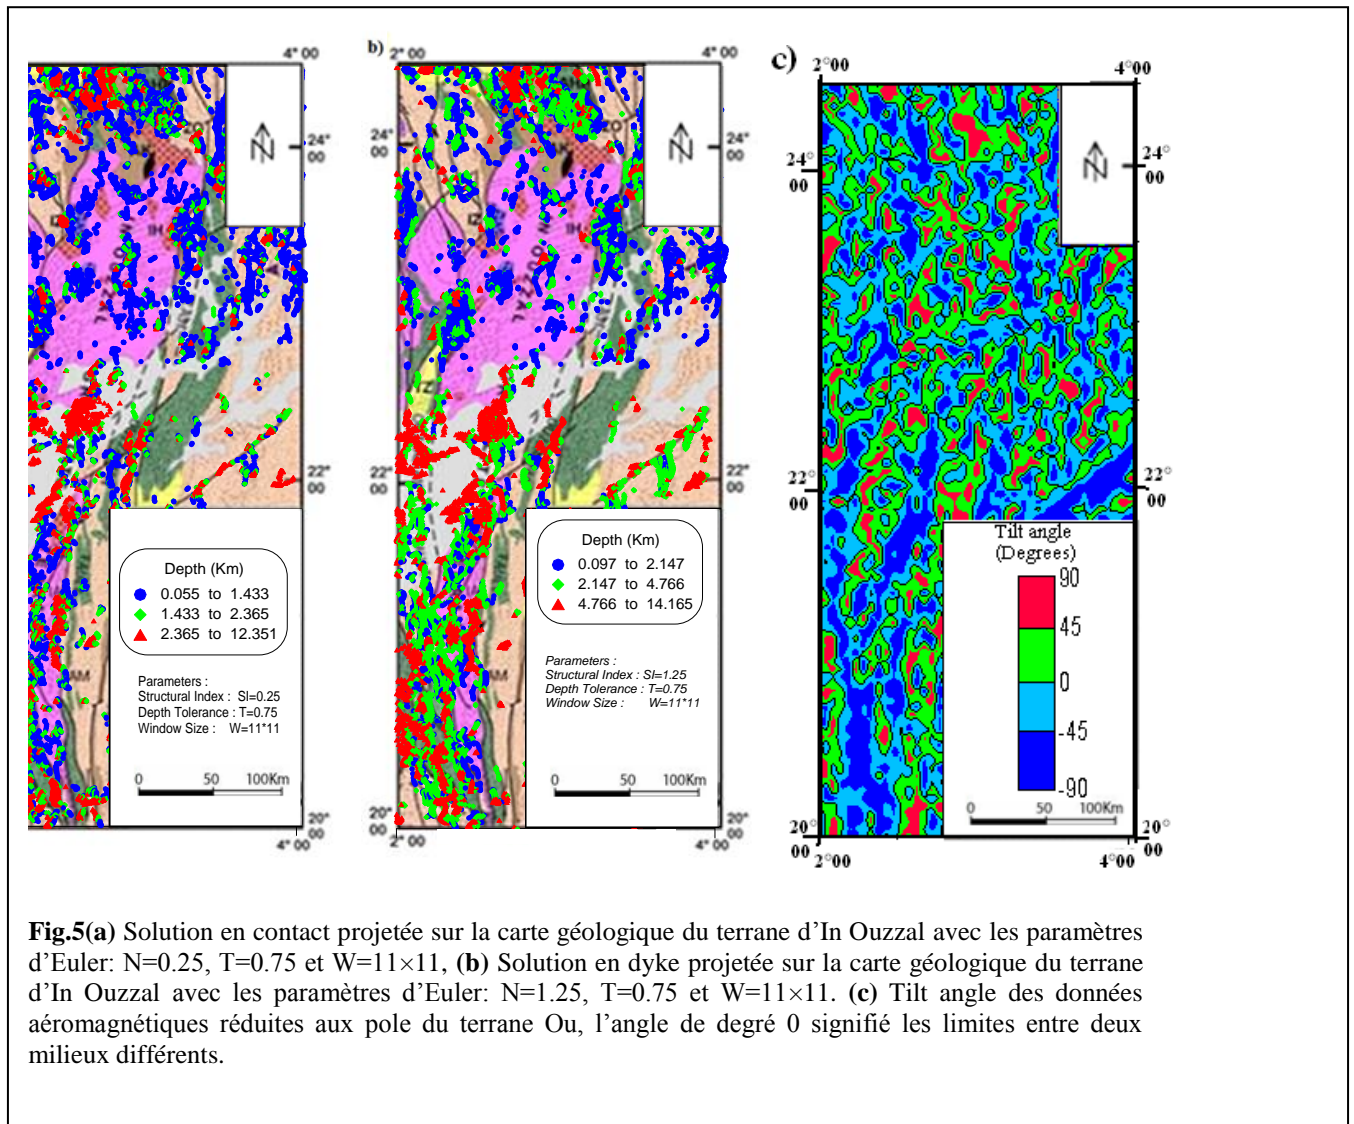 4° 00
24°
00
N
ZOT
IH
N OUZZAL
22°
00
Depth (Km)
0.055 to 1.433
1.433 to 2.365
2.365 to 12.351
Parameters :
Structural Index : SI=0.25
Depth Tolerance : T=0.75
Window Size : W=11*11
AM
0 50 100Km
20°
00
4° 00
b)
2° 00
4° 00
24°
00
24°
00
N
ZOT
IZ
IH
N OUZZAL
22°
00
22°
00
Depth (Km)
0.097 to 2.147
2.147 to 4.766
4.766 to 14.165
Parameters :
Structural Index : SI=1.25
Depth Tolerance : T=0.75
Window Size : W=11*11
AM
0 50 100Km
20°
00
20°
00
2° 00
4° 00
c)
2°00
4°00
24°
00
24°
00
N
22°
00
22°
00
Tilt angle
(Degrees)
90
45
0
-45
-90
0 50 100Km
20°
00
20°
00
2°00
4°00
Fig.5(a) Solution en contact projetée sur la carte géologique du terrane d’In Ouzzal avec les paramètres
d’Euler: N=0.25, T=0.75 et W=11×11, (b) Solution en dyke projetée sur la carte géologique du terrane
d’In Ouzzal avec les paramètres d’Euler: N=1.25, T=0.75 et W=11×11. (c) Tilt angle des données
aéromagnétiques réduites aux pole du terrane Ou, l’angle de degré 0 signifié les limites entre deux
milieux différents.